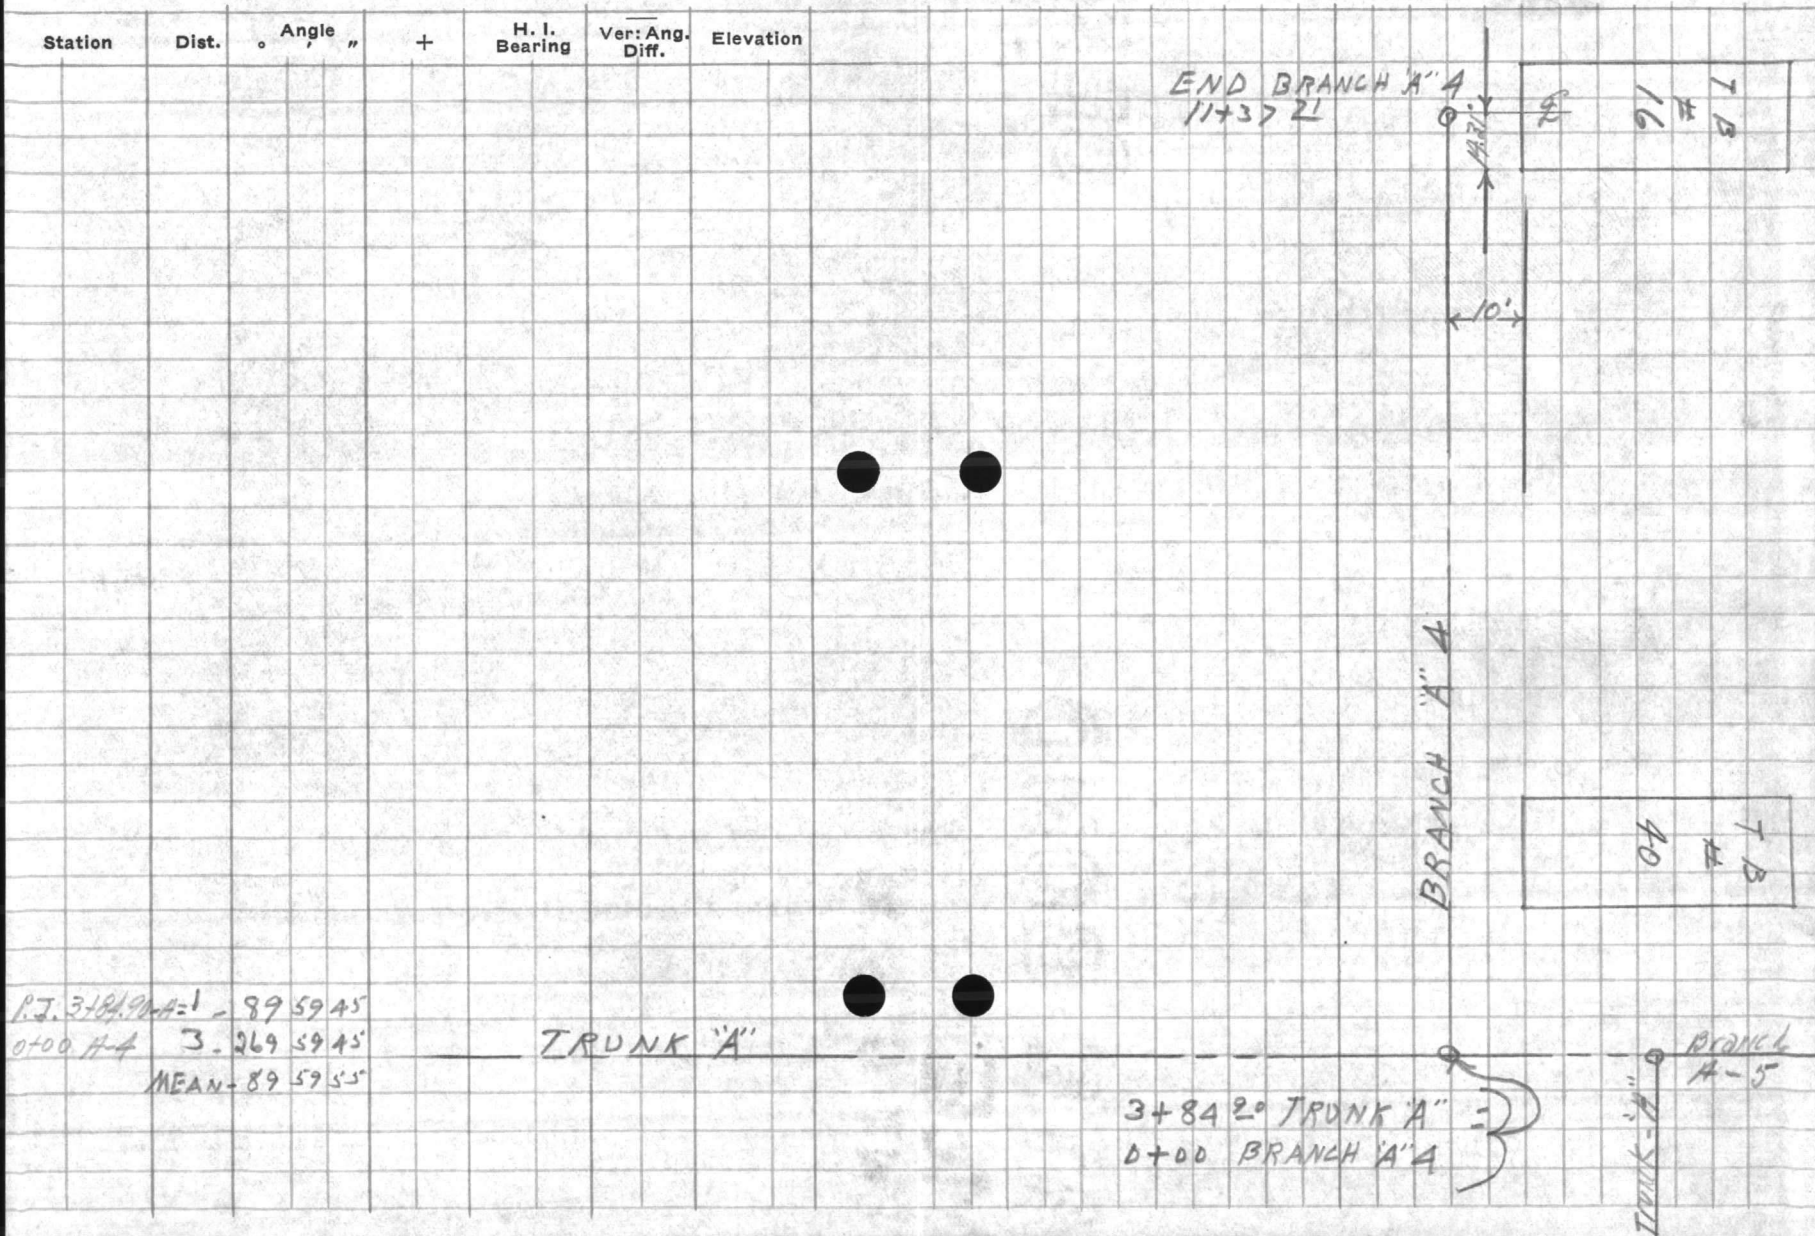 Station Dist. Angle ° ' " + H. I. Bearing Ver: Ang. Diff. Elevation
END BRANCH "A" 4
11+37 21
℄
T B
#
16
10'
BRANCH "A" 4
T B
#
40
P.I. 3+84.90-A= 1 - 89 59 45
0+00 A-4 3 - 269 59 45
MEAN - 89 59 55
TRUNK "A"
Branch
A-5
3+84 90 TRUNK "A" =
0+00 BRANCH "A" 4
Trunk-"A"